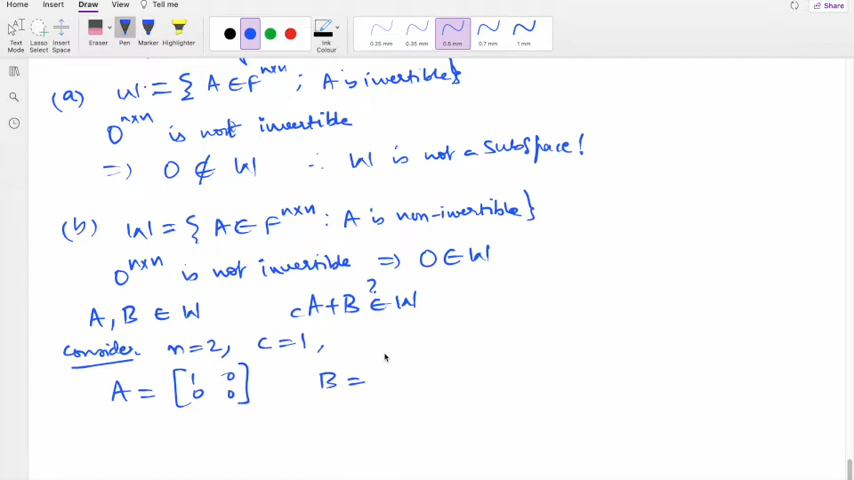 Home Insert Draw View Tell me Share
Text Mode Lasso Select Insert Space Eraser Pen Marker Highlighter Ink Colour 0.25 mm 0.35 mm 0.5 mm 0.7 mm 1 mm
(a) W := { A ∈ F^{n×n} ; A is invertible }
0^{n×n} is not invertible
=> 0 ∉ W ∴ W is not a subspace!
(b) W = { A ∈ F^{n×n} : A is non-invertible }
0^{n×n} is not invertible => 0 ∈ W
A, B ∈ W cA+B ?∈ W
consider n=2, c=1,
A = [1 0; 0 0] B =